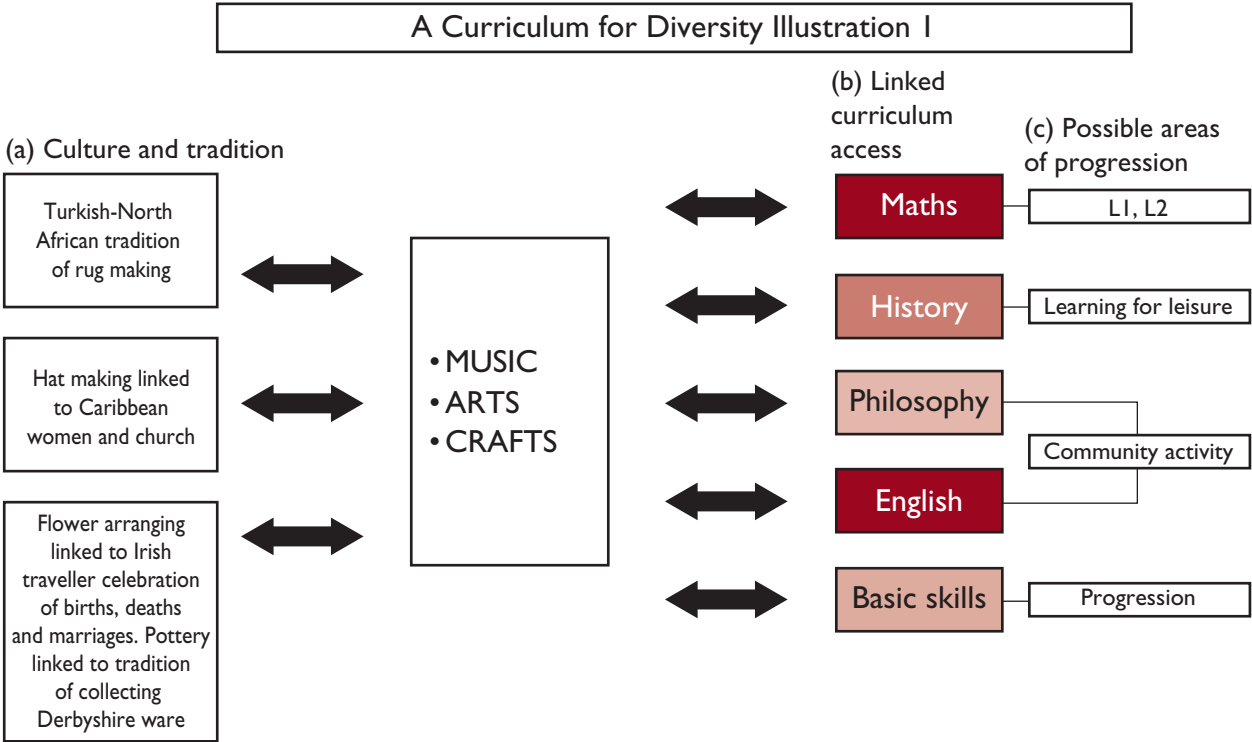 A Curriculum for Diversity Illustration 1
(a) Culture and tradition
Turkish-North
African tradition
of rug making
Hat making linked
to Caribbean
women and church
Flower arranging
linked to Irish
traveller celebration
of births, deaths
and marriages. Pottery
linked to tradition
of collecting
Derbyshire ware
• MUSIC
• ARTS
• CRAFTS
(b) Linked
curriculum
access
Maths
History
Philosophy
English
Basic skills
(c) Possible areas
of progression
L1, L2
Learning for leisure
Community activity
Progression